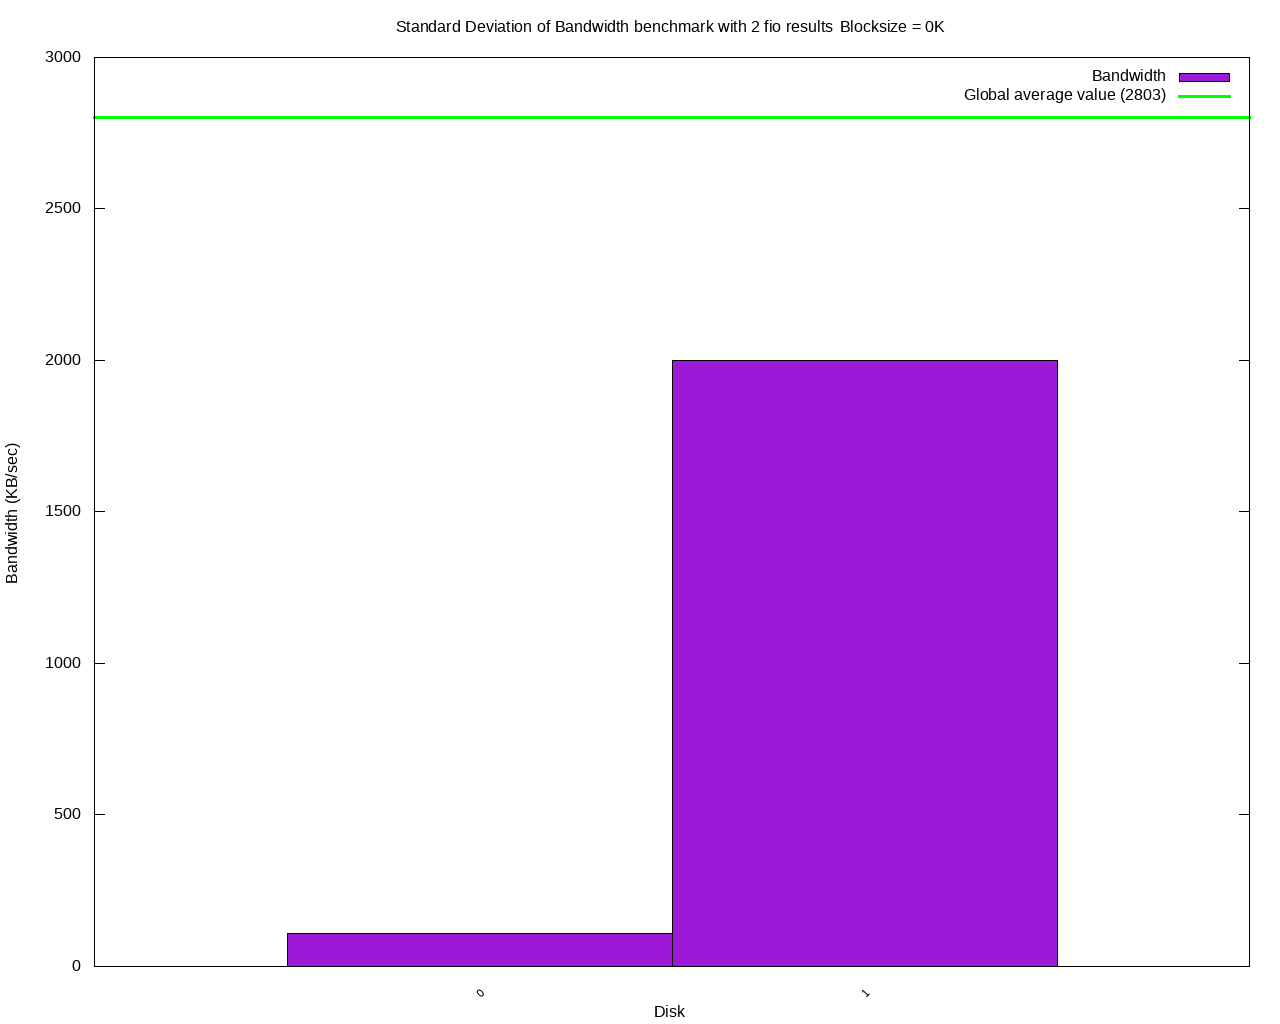 Standard Deviation of Bandwidth benchmark with 2 fio results Blocksize = 0K
Bandwidth
Global average value (2803)
3000
2500
2000
1500
1000
500
0
Bandwidth (KB/sec)
0
1
Disk